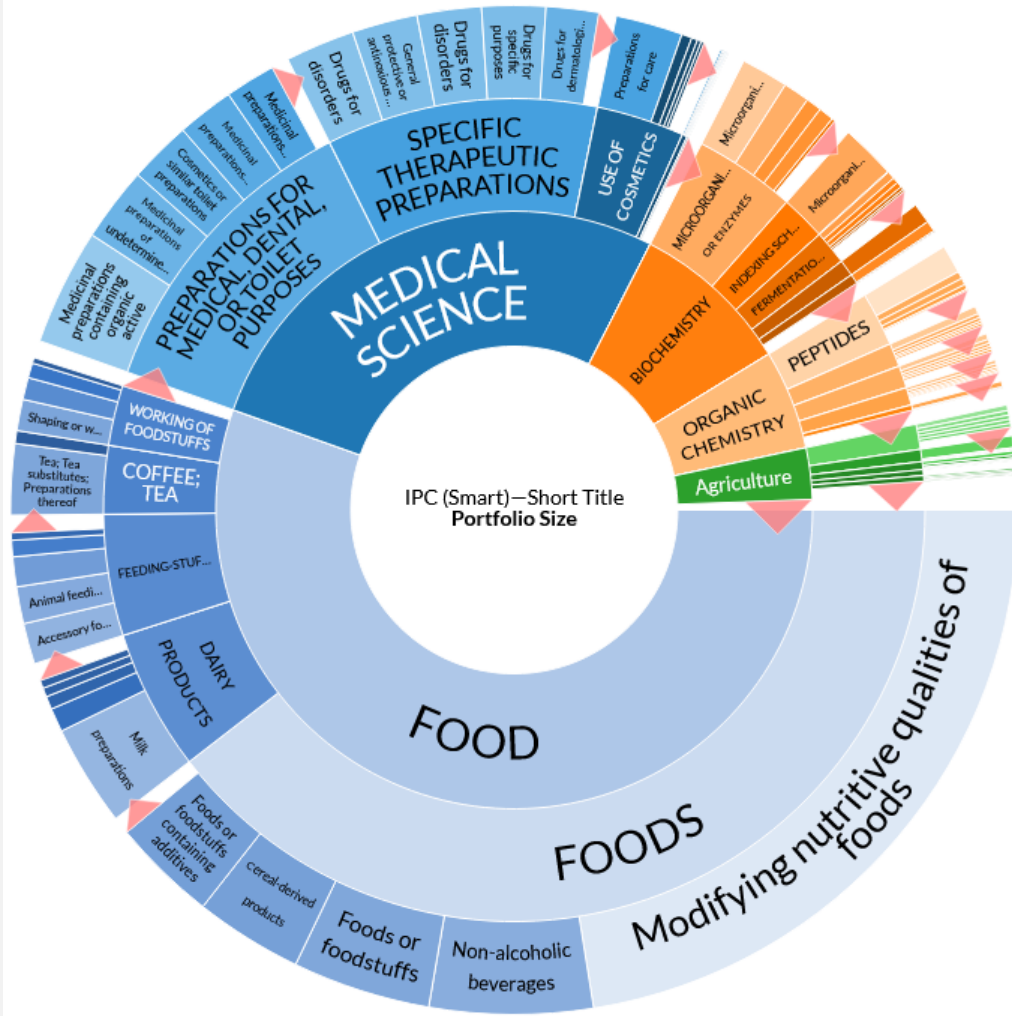 IPC (Smart)—Short Title
Portfolio Size
MEDICAL
SCIENCE
BIOCHEMISTRY
ORGANIC
CHEMISTRY
Agriculture
FOOD
PREPARATIONS FOR
MEDICAL, DENTAL,
OR TOILET
PURPOSES
SPECIFIC
THERAPEUTIC
PREPARATIONS
USE OF
COSMETICS
MICROORGANI...
OR ENZYMES
INDEXING SCH...
FERMENTATIO...
PEPTIDES
FOODS
DAIRY
PRODUCTS
FEEDING-STUF...
COFFEE;
TEA
WORKING OF
FOODSTUFFS
Medicinal
preparations
containing
organic
active
Medicinal
preparations
of
undetermine...
Cosmetics or
similar toilet
preparations
Medicinal
preparations...
Medicinal
preparations...
Drugs for
disorders
General
protective or
antinoxious ...
Drugs for
disorders
Drugs for
specific
purposes
Drugs for
dermatologi...
Preparations
for care
Microorgani...
Microorgani...
Modifying nutritive qualities of
foods
Non-alcoholic
beverages
Foods or
foodstuffs
cereal-derived
products
Foods or
foodstuffs
containing
additives
Milk
preparations
Accessory fo...
Animal feedi...
Tea; Tea
substitutes;
Preparations
thereof
Shaping or w...